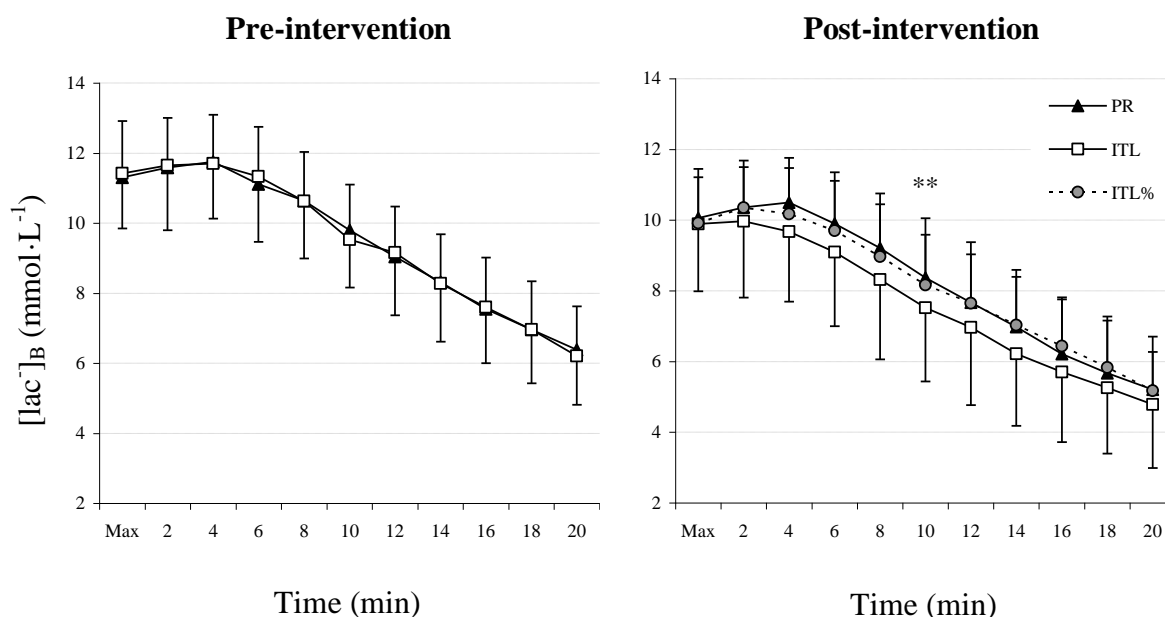 Pre-intervention
14
12
10
8
6
4
2
Max 2 4 6 8 10 12 14 16 18 20
Time (min)
[lac⁻]B (mmol·L⁻¹)
Post-intervention
14
12
10
8
6
4
2
PR
ITL
ITL%
**
Max 2 4 6 8 10 12 14 16 18 20
Time (min)